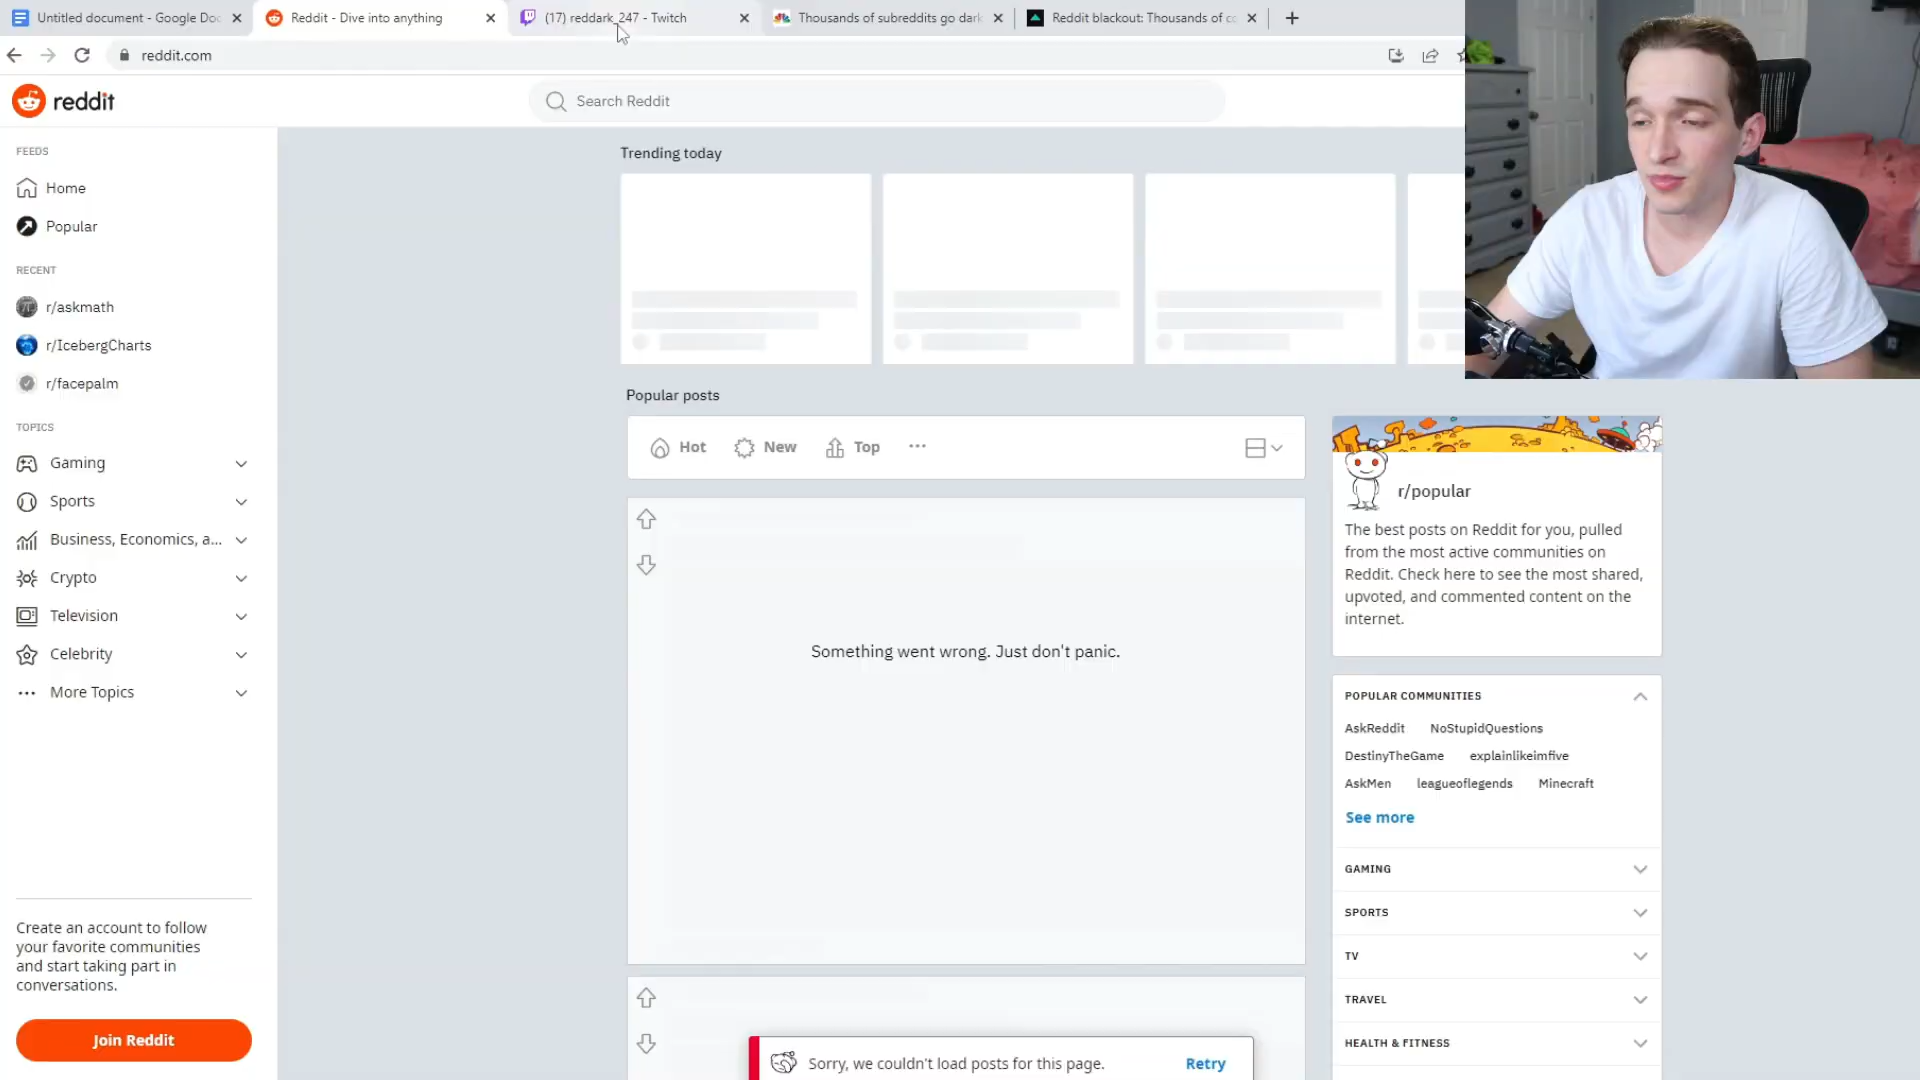 Untitled document - Google Doc
Reddit - Dive into anything
(17) reddark_247 - Twitch
Thousands of subreddits go dark
Reddit blackout: Thousands of co
reddit.com
reddit
Search Reddit
FEEDS
Home
Popular
RECENT
r/askmath
r/IcebergCharts
r/facepalm
TOPICS
Gaming
Sports
Business, Economics, a...
Crypto
Television
Celebrity
More Topics
Create an account to follow
your favorite communities
and start taking part in
conversations.
Join Reddit
Trending today
Popular posts
Hot
New
Top
Something went wrong. Just don't panic.
Sorry, we couldn't load posts for this page.
Retry
r/popular
The best posts on Reddit for you, pulled
from the most active communities on
Reddit. Check here to see the most shared,
upvoted, and commented content on the
internet.
POPULAR COMMUNITIES
AskReddit NoStupidQuestions
DestinyTheGame explainlikeimfive
AskMen leagueoflegends Minecraft
See more
GAMING
SPORTS
TV
TRAVEL
HEALTH & FITNESS